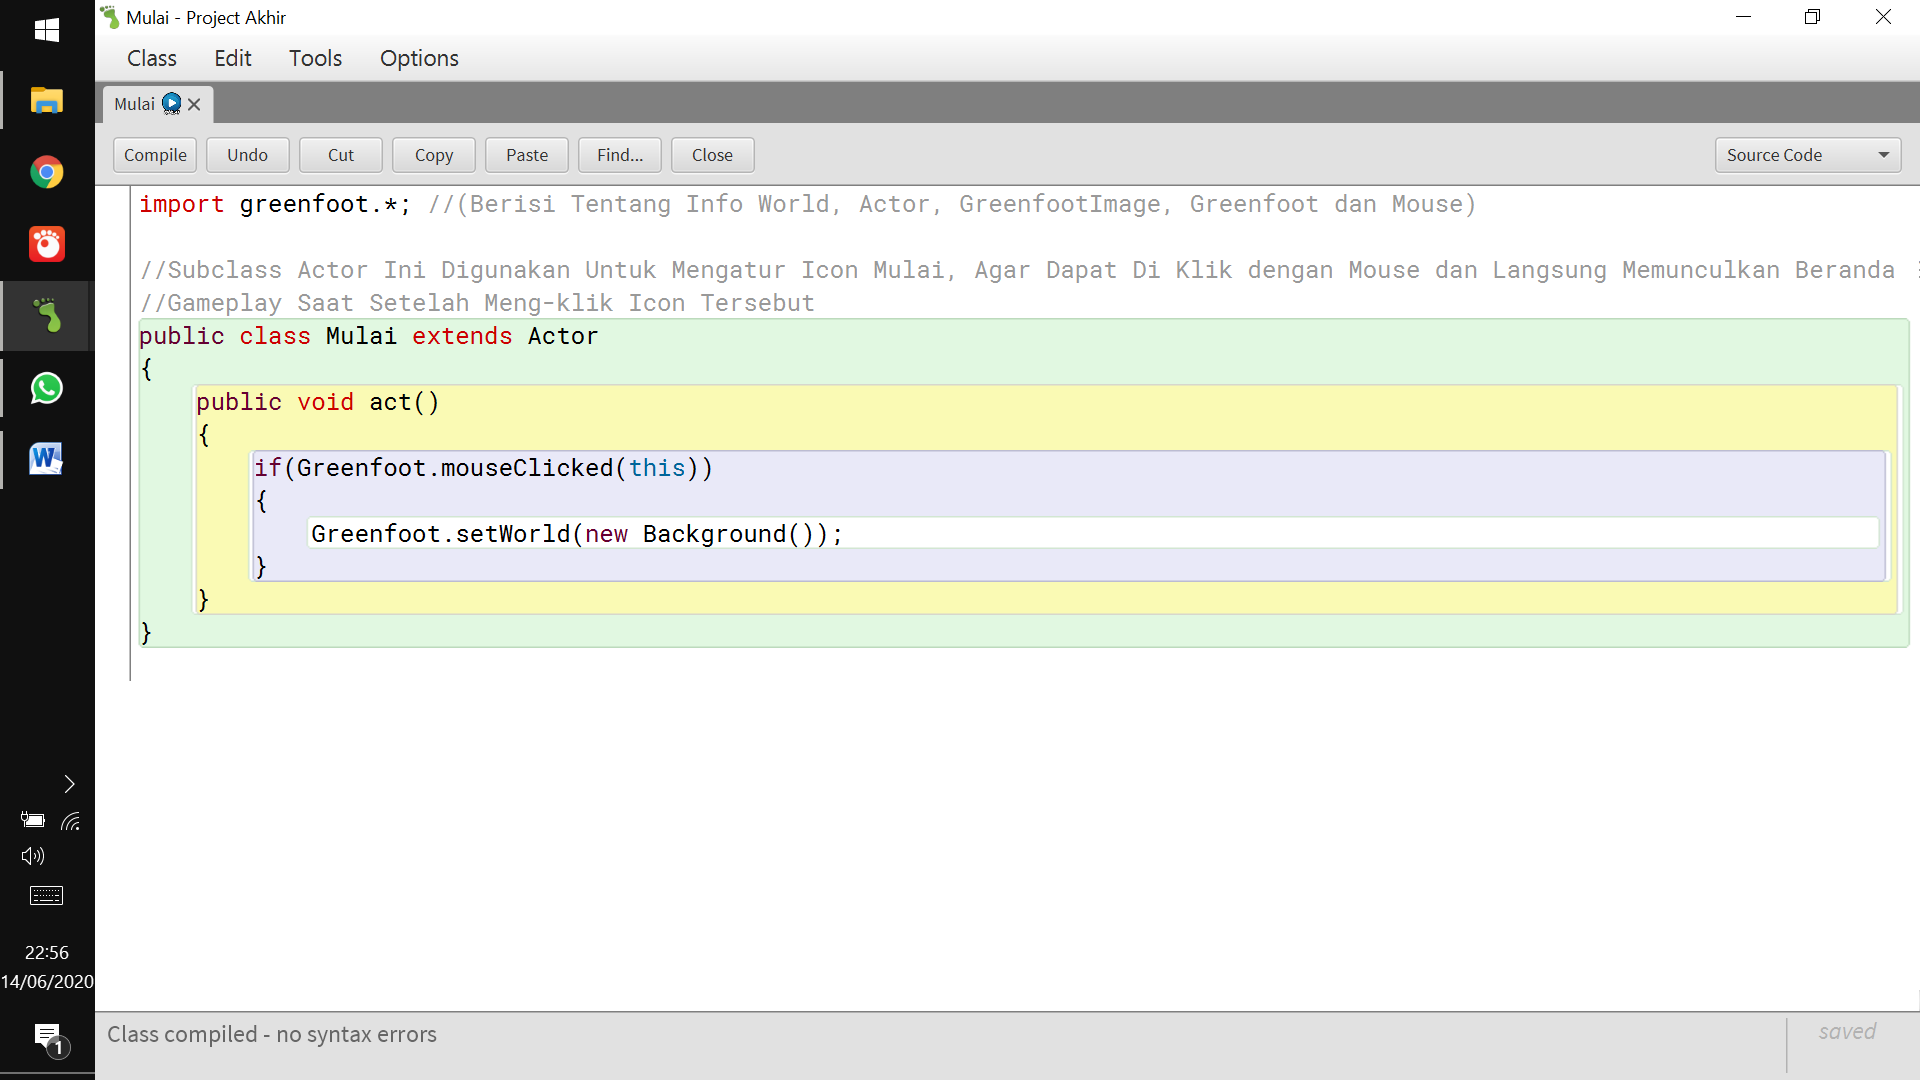 Mulai - Project Akhir
Class Edit Tools Options
Mulai
Compile Undo Cut Copy Paste Find... Close Source Code
import greenfoot.*; //(Berisi Tentang Info World, Actor, GreenfootImage, Greenfoot dan Mouse)
//Subclass Actor Ini Digunakan Untuk Mengatur Icon Mulai, Agar Dapat Di Klik dengan Mouse dan Langsung Memunculkan Beranda
//Gameplay Saat Setelah Meng-klik Icon Tersebut
public class Mulai extends Actor
{
public void act()
{
if(Greenfoot.mouseClicked(this))
{
Greenfoot.setWorld(new Background());
}
}
}
22:56
14/06/2020
1
Class compiled - no syntax errors
saved